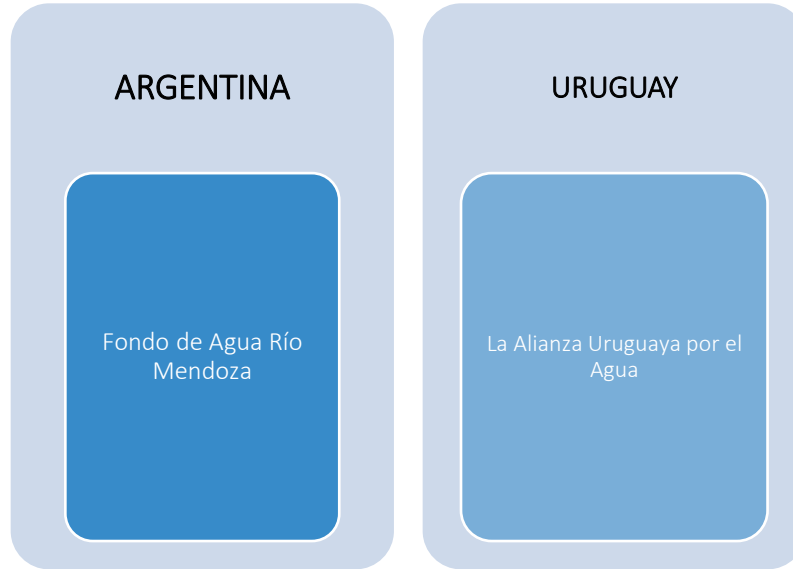 ARGENTINA
Fondo de Agua Río
Mendoza
URUGUAY
La Alianza Uruguaya por el
Agua